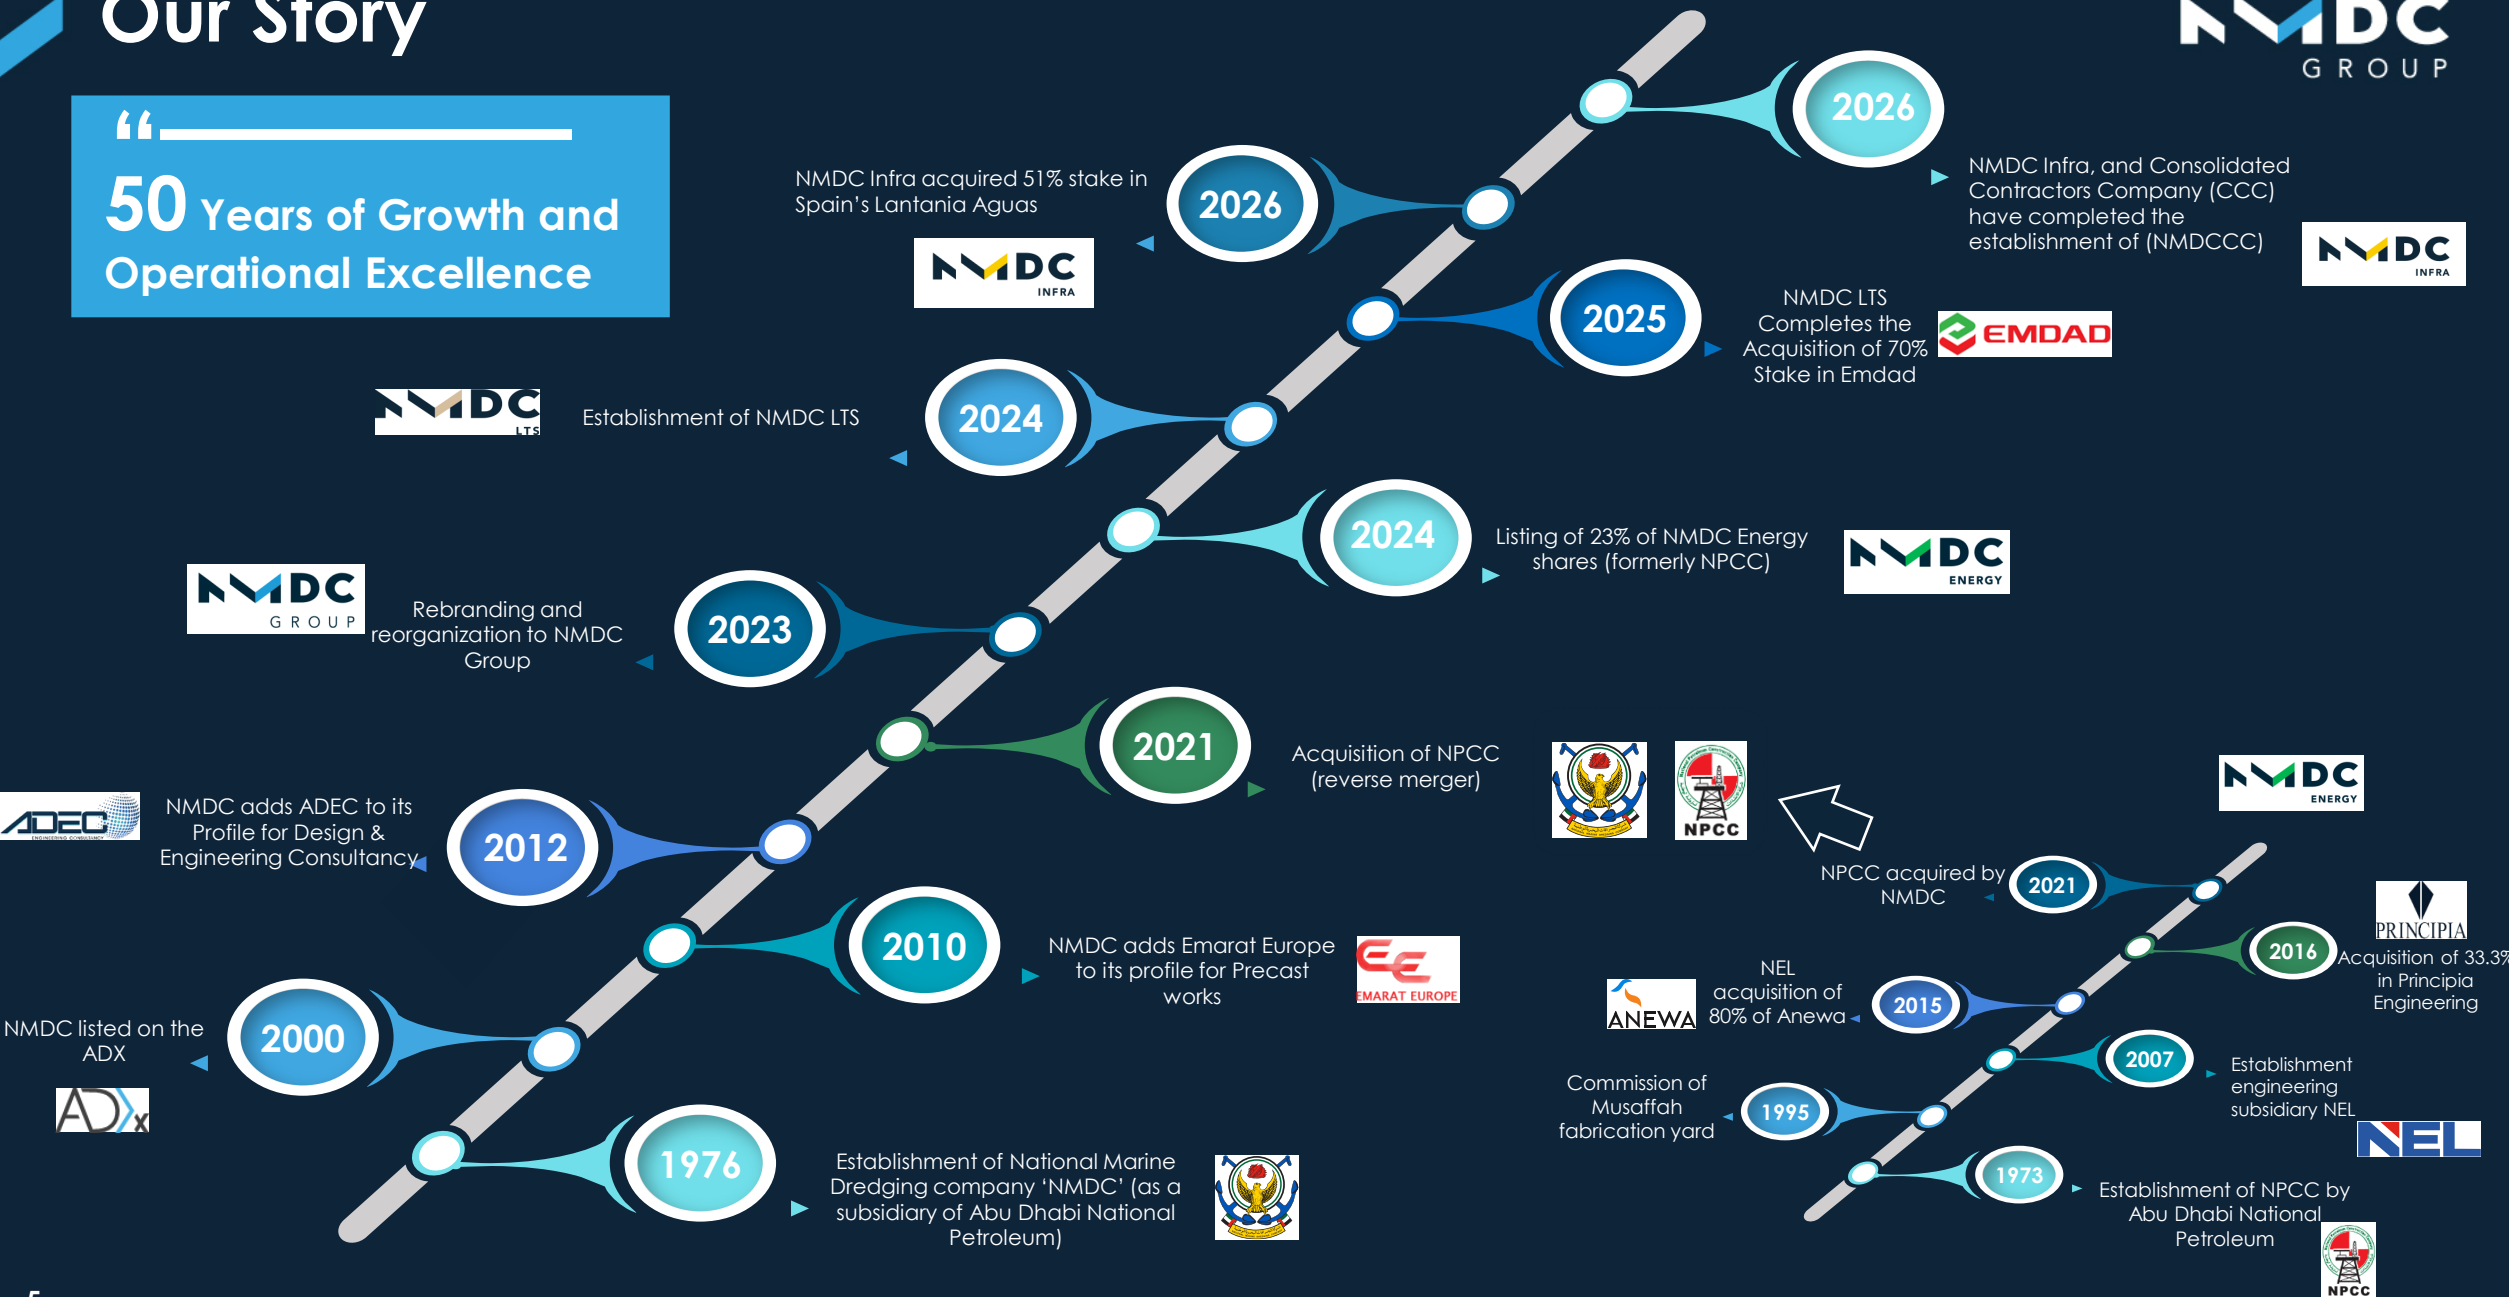 Our Story
NMDC
GROUP
“
50 Years of Growth and
Operational Excellence
2026
NMDC Infra, and Consolidated
Contractors Company (CCC)
have completed the
establishment of (NMDCCC)
NMDC
INFRA
NMDC Infra acquired 51% stake in
Spain’s Lantania Aguas
2026
NMDC
INFRA
2025
NMDC LTS
Completes the
Acquisition of 70%
Stake in Emdad
EMDAD
NMDC
LTS
Establishment of NMDC LTS
2024
2024
Listing of 23% of NMDC Energy
shares (formerly NPCC)
NMDC
ENERGY
NMDC
GROUP
Rebranding and
reorganization to NMDC
Group
2023
2021
Acquisition of NPCC
(reverse merger)
NPCC
ADEC
ENGINEERING CONSULTANCY
NMDC adds ADEC to its
Profile for Design &
Engineering Consultancy
2012
2010
NMDC adds Emarat Europe
to its profile for Precast
works
EMARAT EUROPE
NMDC listed on the
ADX
2000
ADX
1976
Establishment of National Marine
Dredging company ‘NMDC’ (as a
subsidiary of Abu Dhabi National
Petroleum)
NMDC
ENERGY
NPCC acquired by
NMDC
2021
PRINCIPIA
2016
Acquisition of 33.3%
in Principia
Engineering
ANEWA
NEL
acquisition of
80% of Anewa
2015
2007
Establishment
engineering
subsidiary NEL
NEL
Commission of
Musaffah
fabrication yard
1995
1973
Establishment of NPCC by
Abu Dhabi National
Petroleum
NPCC
5